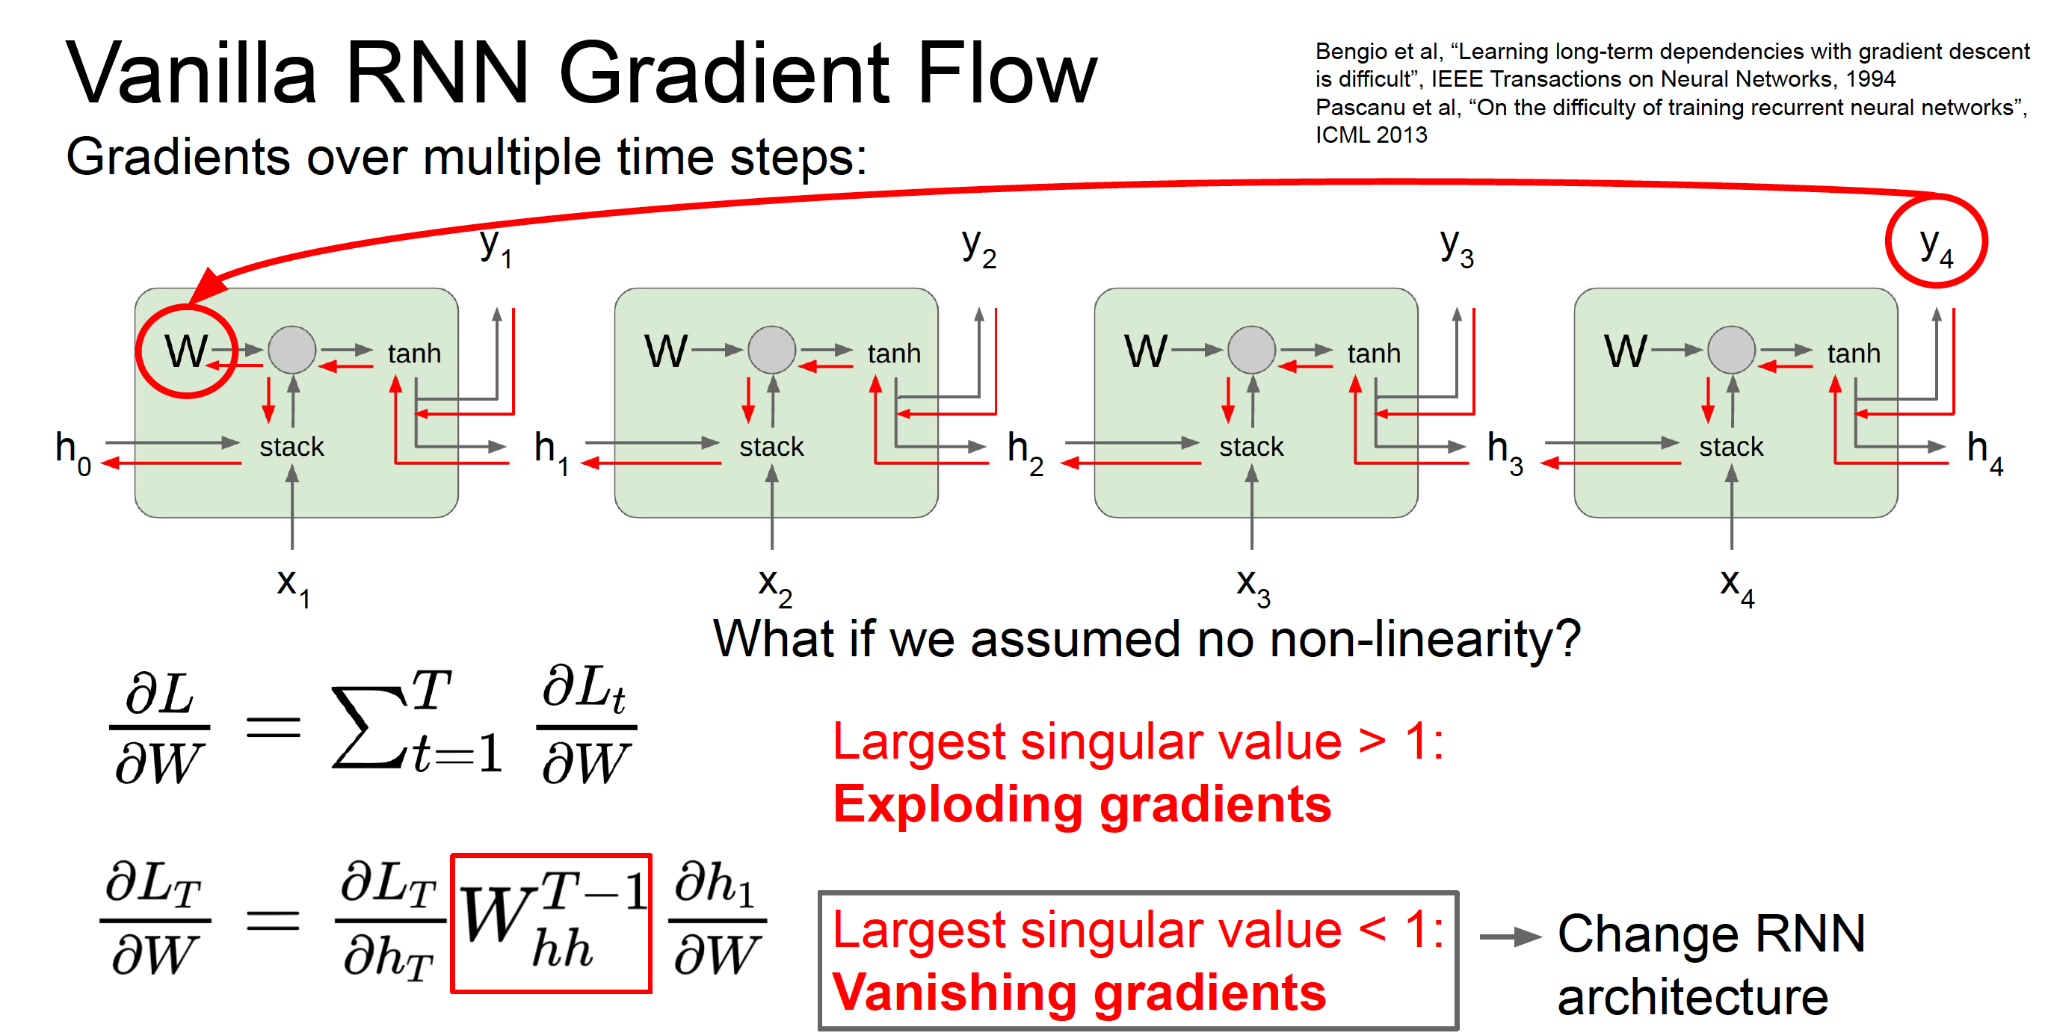 Vanilla RNN Gradient Flow
Bengio et al, “Learning long-term dependencies with gradient descent
is difficult”, IEEE Transactions on Neural Networks, 1994
Pascanu et al, “On the difficulty of training recurrent neural networks”,
ICML 2013
Gradients over multiple time steps:
y₁ y₂ y₃ y₄
W tanh W tanh W tanh W tanh
h₀ stack h₁ stack h₂ stack h₃ stack h₄
x₁ x₂ x₃ x₄
What if we assumed no non-linearity?
∂L/∂W = ∑_{t=1}^{T} ∂L_t/∂W
Largest singular value > 1:
Exploding gradients
∂L_T/∂W = ∂L_T/∂h_T W_{hh}^{T−1} ∂h₁/∂W
Largest singular value < 1:
Vanishing gradients
Change RNN
architecture